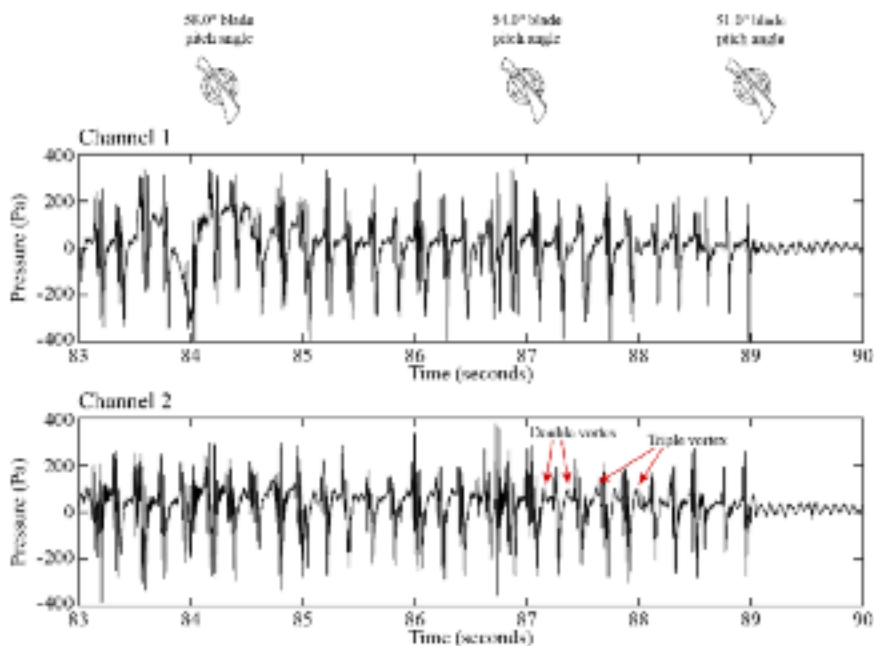 58.0° blade
pitch angle
54.0° blade
pitch angle
51.0° blade
pitch angle
Channel 1
400
200
0
-200
-400
Pressure (Pa)
83 84 85 86 87 88 89 90
Time (seconds)
Channel 2
400
200
0
-200
-400
Pressure (Pa)
Double vortex
Triple vortex
83 84 85 86 87 88 89 90
Time (seconds)